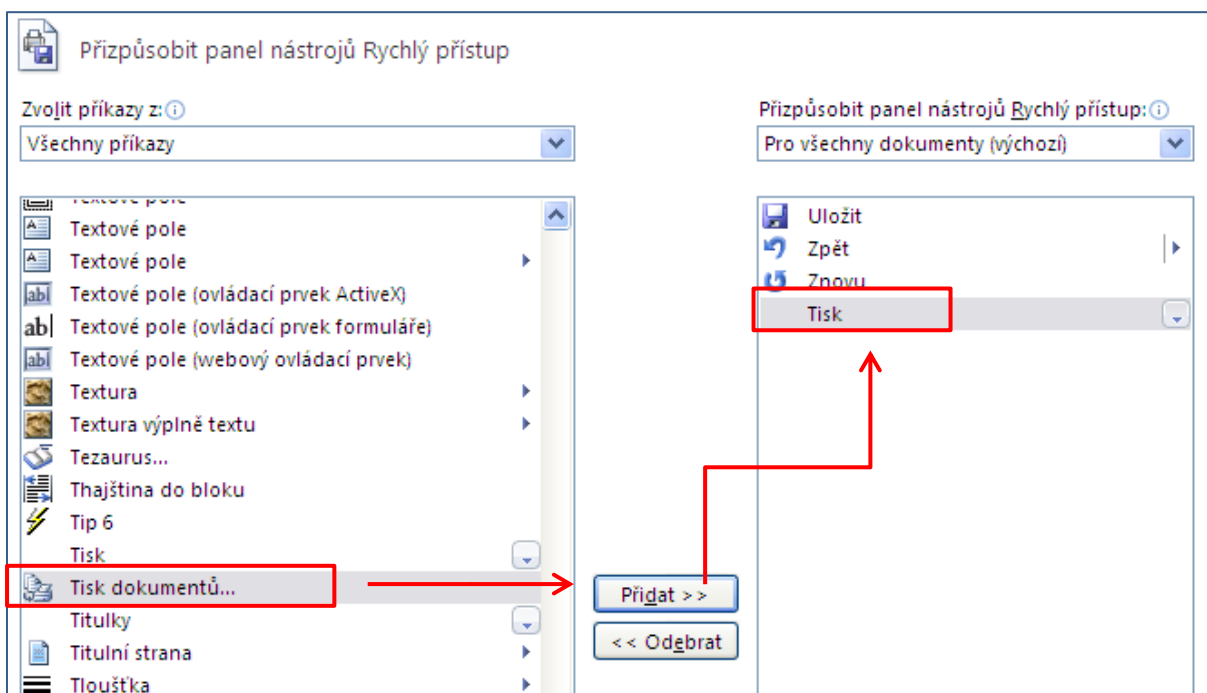 Přizpůsobit panel nástrojů Rychlý přístup
Zvolit příkazy z:
Všechny příkazy
Textové pole
Textové pole
Textové pole
Textové pole (ovládací prvek ActiveX)
Textové pole (ovládací prvek formuláře)
Textové pole (webový ovládací prvek)
Textura
Textura výplně textu
Tezaurus...
Thajština do bloku
Tip 6
Tisk
Tisk dokumentů...
Titulky
Titulní strana
Tloušťka
Přidat >>
<< Odebrat
Přizpůsobit panel nástrojů Rychlý přístup:
Pro všechny dokumenty (výchozí)
Uložit
Zpět
Znovu
Tisk